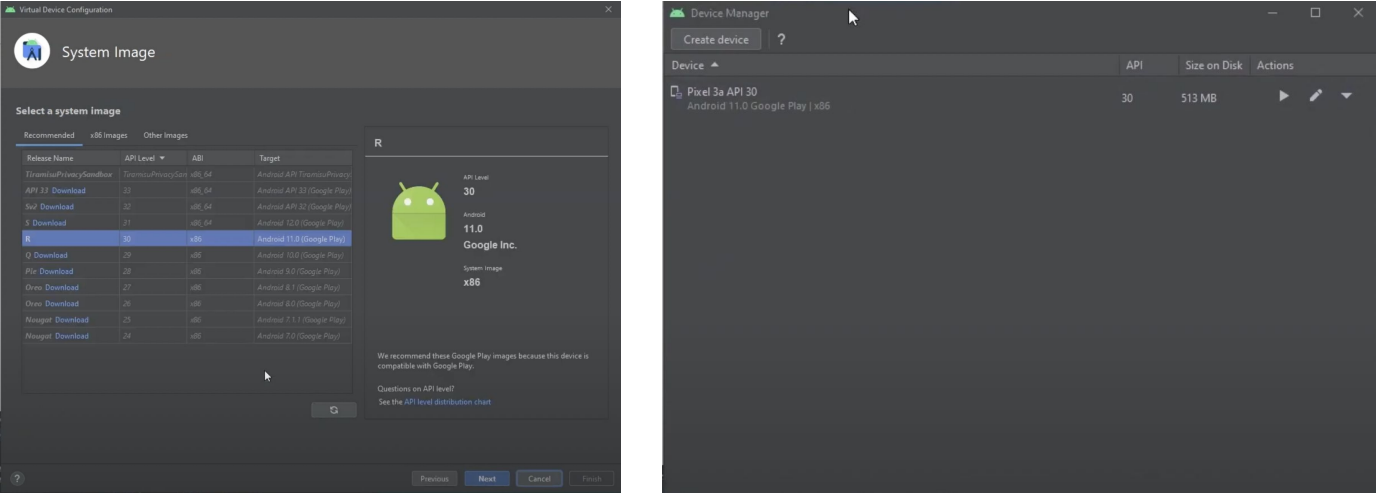 Virtual Device Configuration
System Image
Select a system image
Recommended x86 Images Other Images
Release Name API Level ABI Target
TiramisuPrivacySandbox TiramisuPrivacySan x86_64 Android API TiramisuPrivacy
API 33 Download 33 x86_64 Android API 33 (Google Play)
Sv2 Download 32 x86_64 Android API 32 (Google Play)
S Download 31 x86_64 Android 12.0 (Google Play)
R 30 x86 Android 11.0 (Google Play)
Q Download 29 x86 Android 10.0 (Google Play)
Pie Download 28 x86 Android 9.0 (Google Play)
Oreo Download 27 x86 Android 8.1 (Google Play)
Oreo Download 26 x86 Android 8.0 (Google Play)
Nougat Download 25 x86 Android 7.1.1 (Google Play)
Nougat Download 24 x86 Android 7.0 (Google Play)
R
API Level
30
Android
11.0
Google Inc.
System Image
x86
We recommend these Google Play images because this device is
compatible with Google Play.
Questions on API level?
See the API level distribution chart
? Previous Next Cancel Finish
Device Manager
Create device ?
Device API Size on Disk Actions
Pixel 3a API 30
Android 11.0 Google Play | x86
30 513 MB